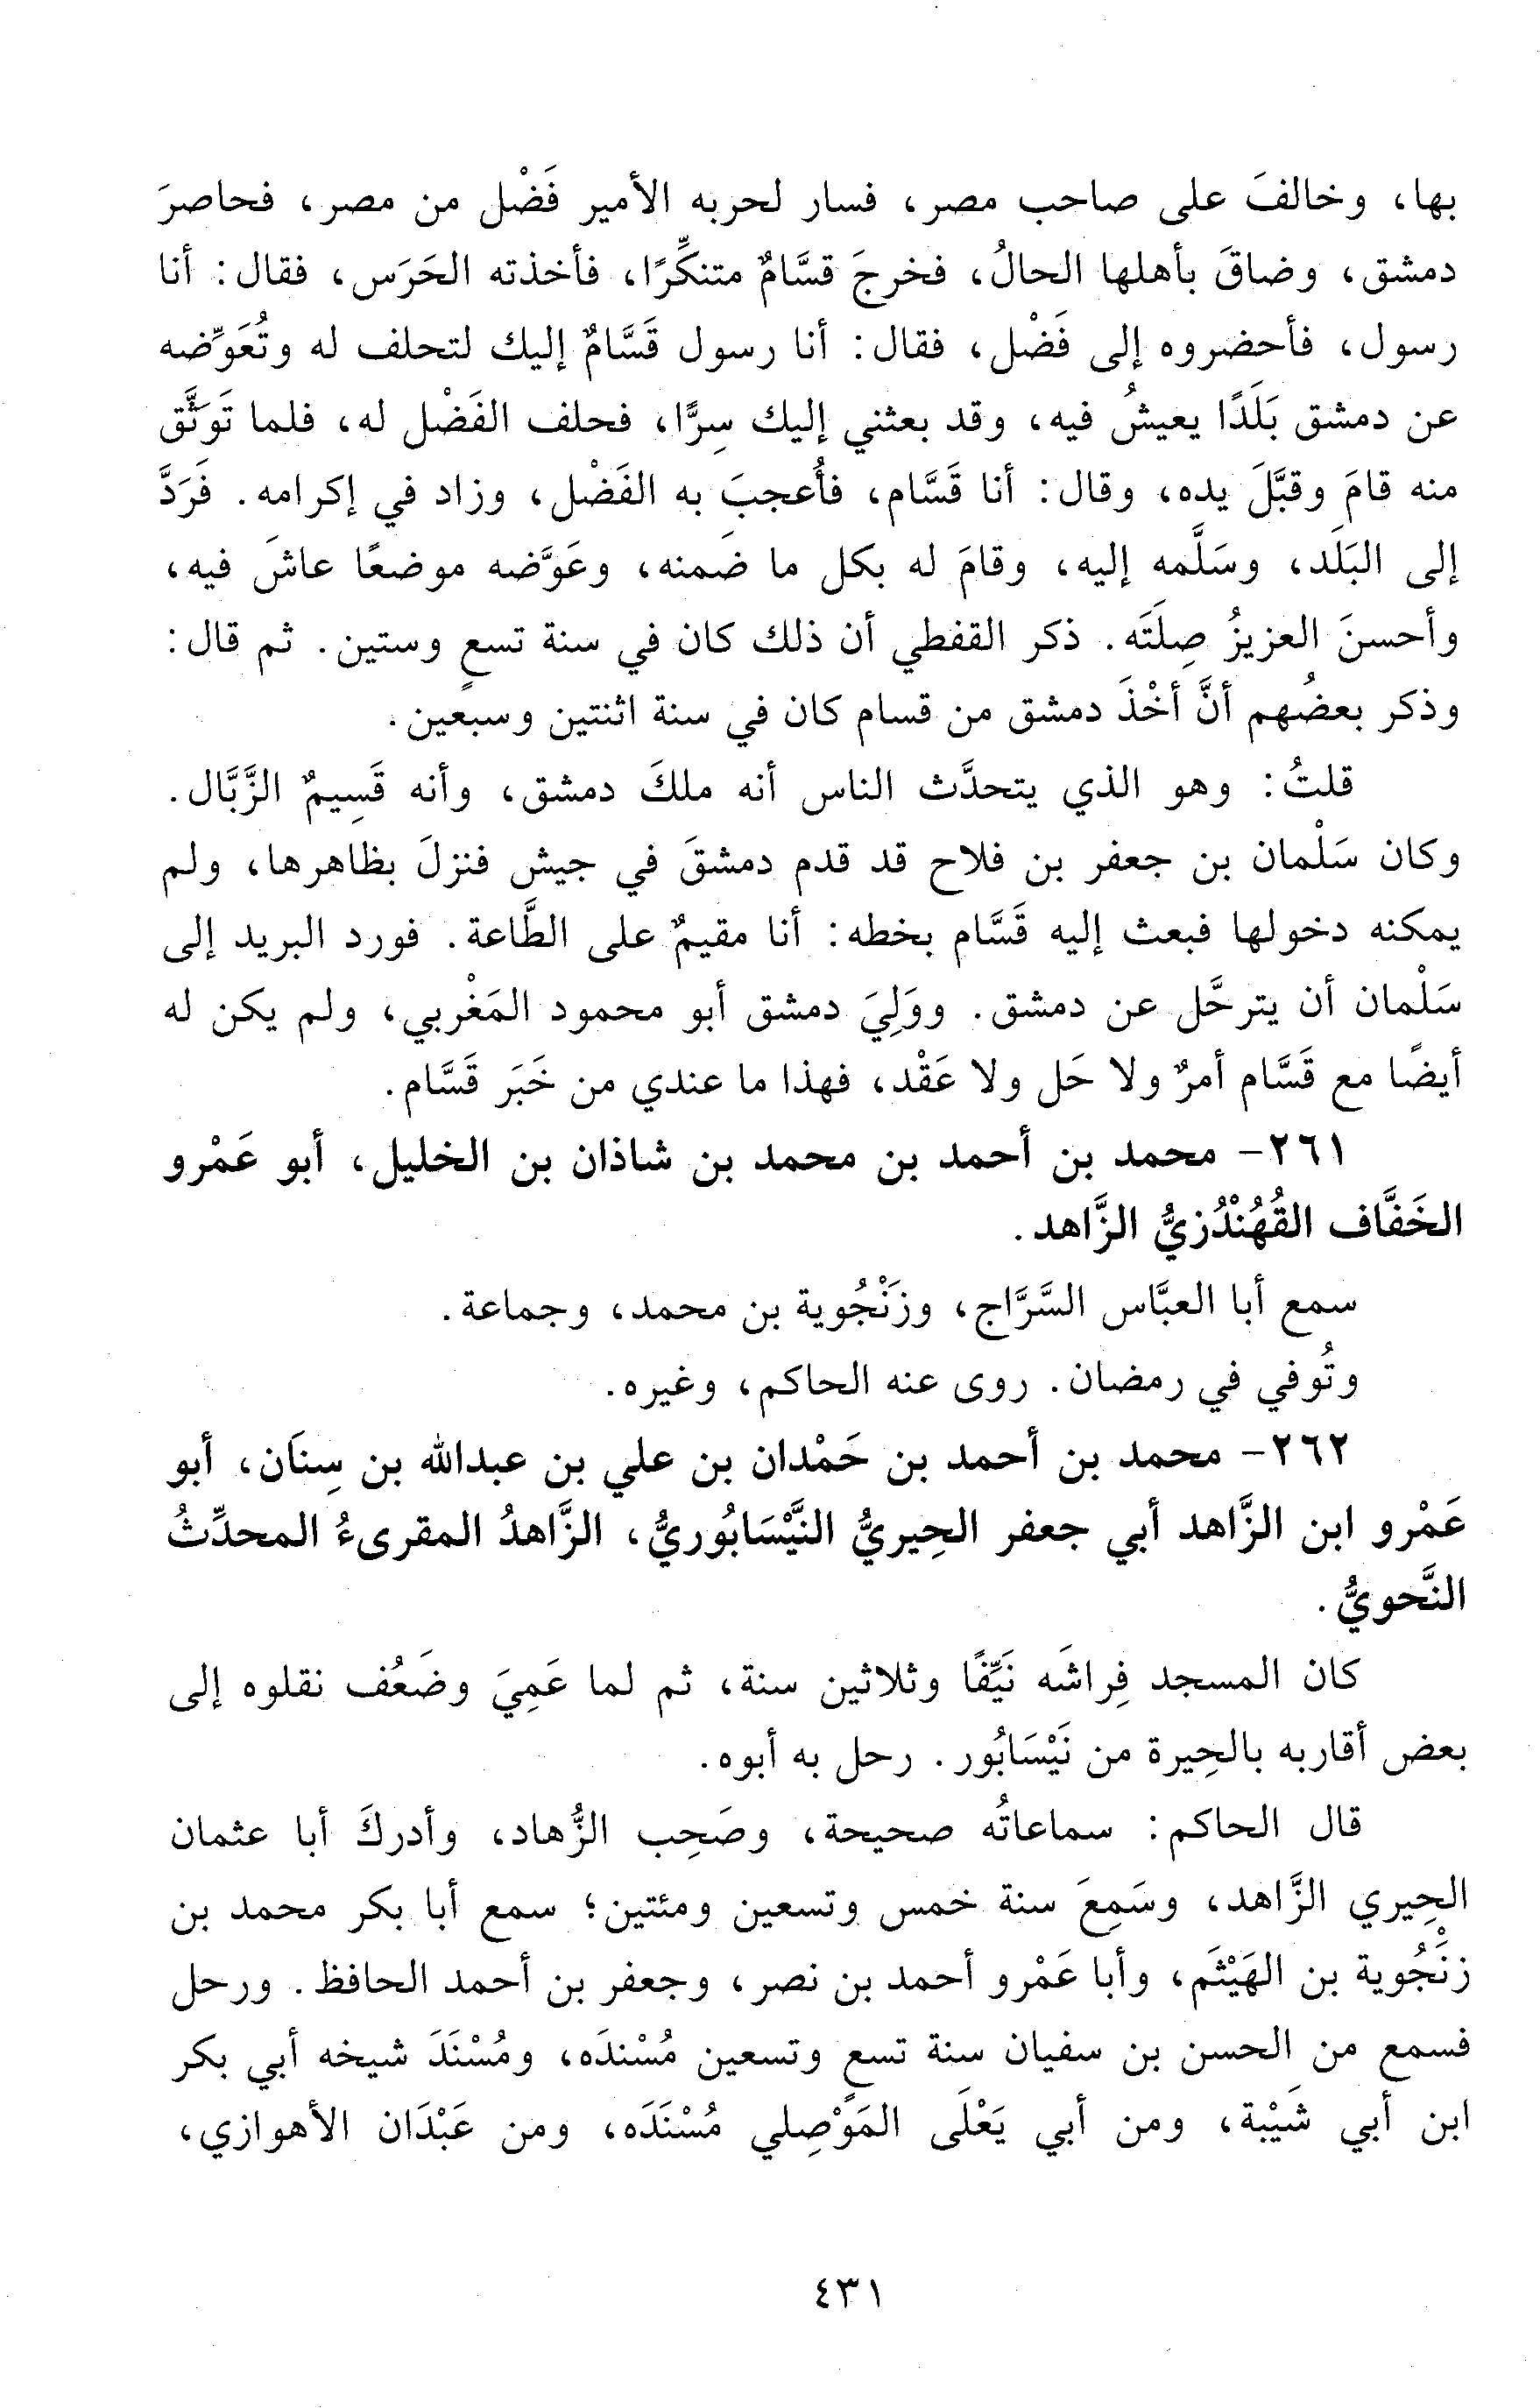 بها، وخالفَ على صاحب مصر، فسار لحربه الأمير فَضْل من مصر، فحاصرَ
دمشق، وضاقَ بأهلها الحالُ، فخرجَ قسَّامٌ متنكِّرًا، فأخذته الحَرَس، فقال: أنا
رسول، فأحضروه إلى فَضْل، فقال: أنا رسول قَسَّامٌ إليك لتحلف له وتُعَوِّضه
عن دمشق بَلَدًا يعيشُ فيه، وقد بعثني إليك سِرًّا، فحلف الفَضْل له، فلما تَوَثَّق
منه قامَ وقبَّلَ يده، وقال: أنا قَسَّام، فأُعجبَ به الفَضْل، وزاد في إكرامه. فَرَدَّ
إلى البَلَد، وسَلَّمه إليه، وقامَ له بكل ما ضَمنه، وعَوَّضه موضعًا عاشَ فيه،
وأحسنَ العزيزُ صِلَتَه. ذكر القفطي أن ذلك كان في سنة تسعٍ وستين. ثم قال:
وذكر بعضُهم أنَّ أخْذَ دمشق من قسام كان في سنة اثنتين وسبعين.
قلتُ: وهو الذي يتحدَّث الناس أنه ملكَ دمشق، وأنه قَسِيمٌ الزَّبَّال.
وكان سَلْمان بن جعفر بن فلاح قد قدم دمشقَ في جيش فنزلَ بظاهرها، ولم
يمكنه دخولها فبعث إليه قَسَّام بخطه: أنا مقيمٌ على الطَّاعة. فورد البريد إلى
سَلْمان أن يترحَّل عن دمشق. ووَلِيَ دمشق أبو محمود المَغْربي، ولم يكن له
أيضًا مع قَسَّام أمرٌ ولا حَل ولا عَقْد، فهذا ما عندي من خَبَر قَسَّام.
٢٦١- محمد بن أحمد بن محمد بن شاذان بن الخليل، أبو عَمْرو
الخَفَّاف القُهُنْدُزيُّ الزَّاهد.
سمع أبا العبَّاس السَّرَّاج، وزَنْجُوية بن محمد، وجماعة.
وتُوفي في رمضان. روى عنه الحاكم، وغيره.
٢٦٢- محمد بن أحمد بن حَمْدان بن علي بن عبدالله بن سِنَان، أبو
عَمْرو ابن الزَّاهد أبي جعفر الحِيريُّ النَّيْسَابُوريُّ، الزَّاهدُ المقرىءُ المحدِّثُ
النَّحويُّ.
كان المسجد فِراشَه نَيِّفًا وثلاثين سنة، ثم لما عَمِيَ وضَعُف نقلوه إلى
بعض أقاربه بالحِيرة من نَيْسَابُور. رحل به أبوه.
قال الحاكم: سماعاتُه صحيحة، وصَحِب الزُّهاد، وأدركَ أبا عثمان
الحِيري الزَّاهد، وسَمِعَ سنة خمس وتسعين ومئتين؛ سمع أبا بكر محمد بن
زَنْجُوية بن الهَيْثَم، وأبا عَمْرو أحمد بن نصر، وجعفر بن أحمد الحافظ. ورحل
فسمع من الحسن بن سفيان سنة تسعٍ وتسعين مُسْندَه، ومُسْنَدَ شيخه أبي بكر
ابن أبي شَيْبة، ومن أبي يَعْلَى المَوْصِلي مُسْنَدَه، ومن عَبْدَان الأهوازي،
٤٣١